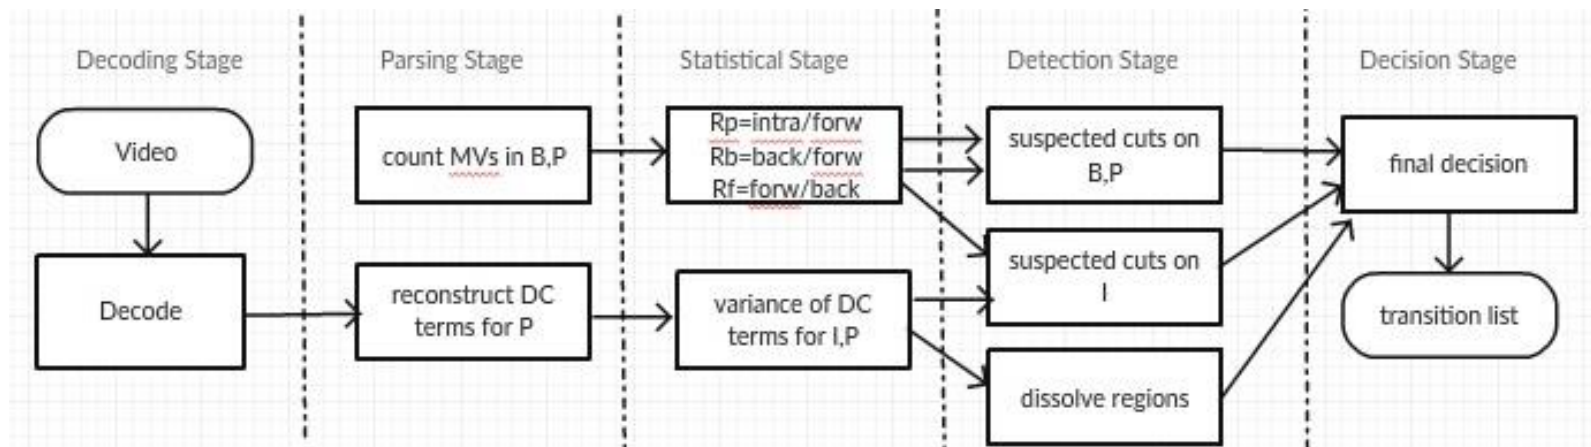 Decoding Stage
Parsing Stage
Statistical Stage
Detection Stage
Decision Stage
Video
Decode
count MVs in B,P
reconstruct DC
terms for P
Rp=intra/forw
Rb=back/forw
Rf=forw/back
variance of DC
terms for I,P
suspected cuts on
B,P
suspected cuts on
I
dissolve regions
final decision
transition list